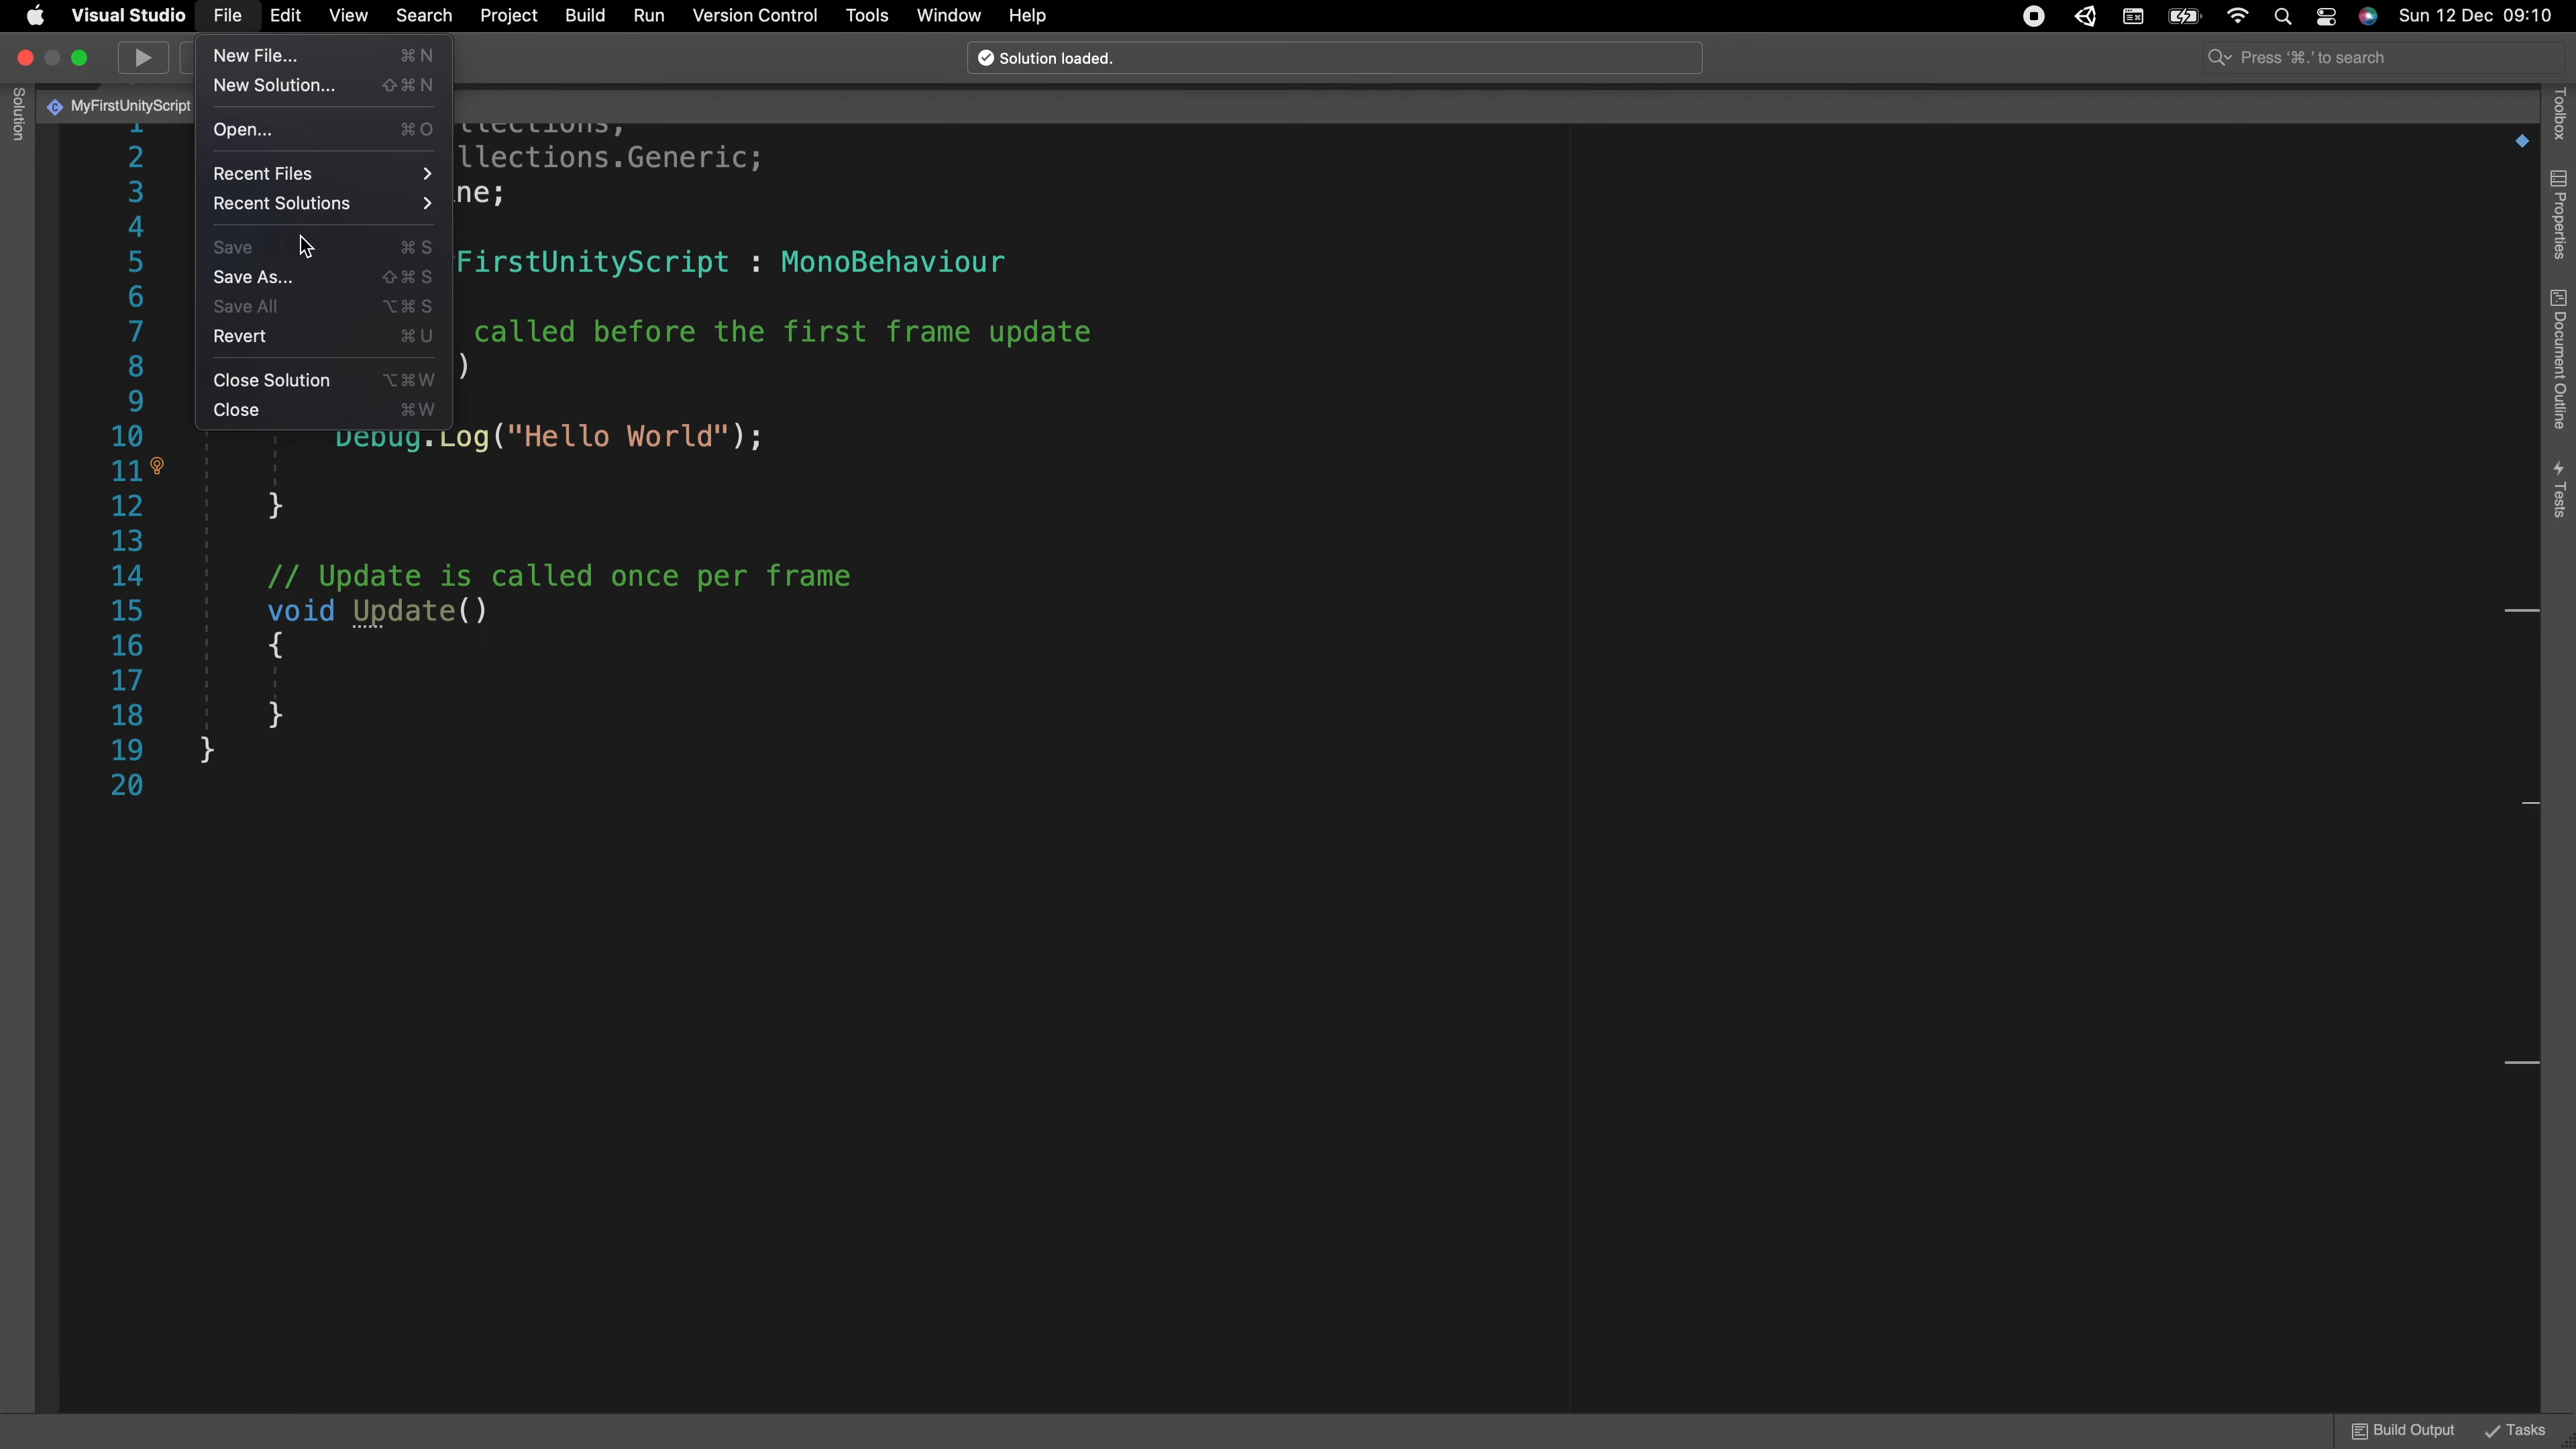 Visual Studio File Edit View Search Project Build Run Version Control Tools Window Help Sun 12 Dec 09:10
Solution loaded.
Press ‘⌘.’ to search
Solution
MyFirstUnityScript
New File... ⌘ N
New Solution... ⇧ ⌘ N
Open... ⌘ O
Recent Files >
Recent Solutions >
Save ⌘ S
Save As... ⇧ ⌘ S
Save All ⌥ ⌘ S
Revert ⌘ U
Close Solution ⌥ ⌘ W
Close ⌘ W
1
2 llections.Generic;
3 ne;
4
5 FirstUnityScript : MonoBehaviour
6
7 called before the first frame update
8 )
9
10 Debug.Log("Hello World");
11
12 }
13
14 // Update is called once per frame
15 void Update()
16 {
17
18 }
19 }
20
Toolbox
Properties
Document Outline
Tests
Build Output
Tasks